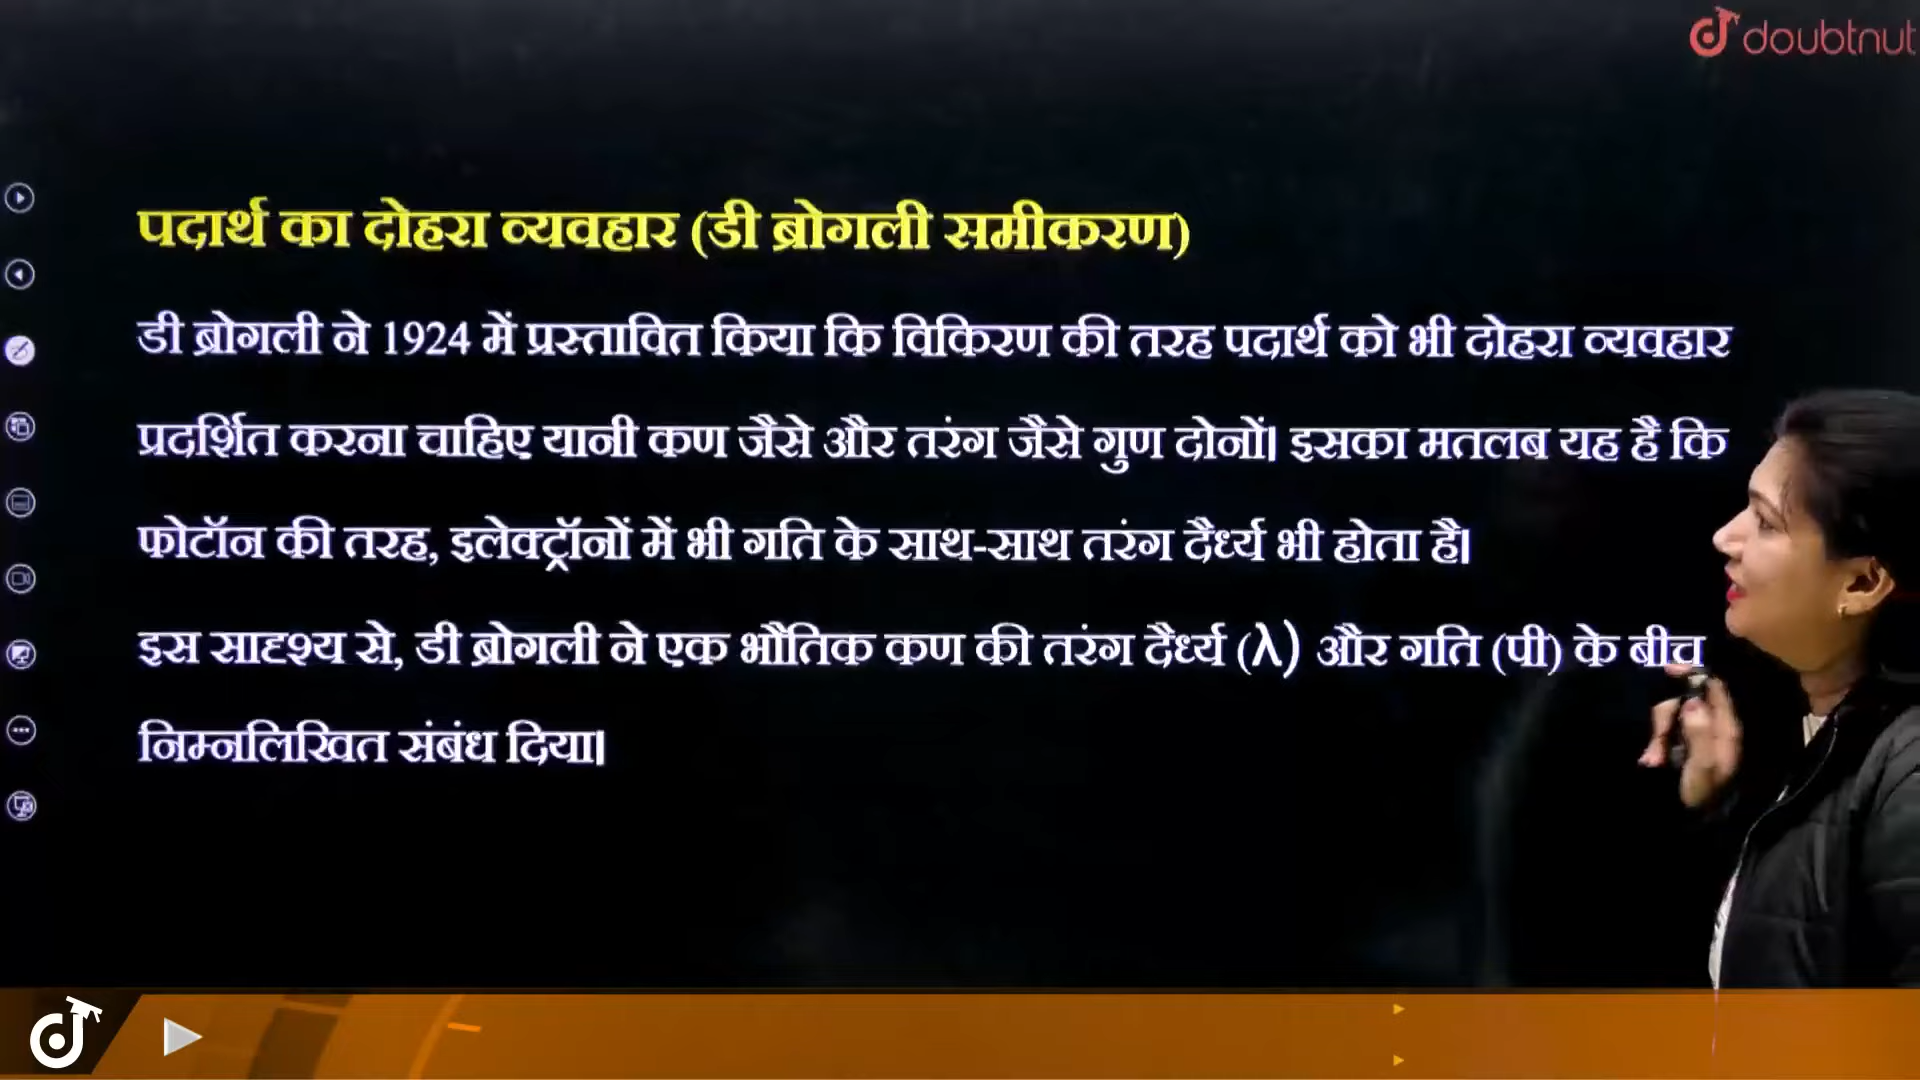 doubtnut
पदार्थ का दोहरा व्यवहार (डी ब्रोगली समीकरण)
डी ब्रोगली ने 1924 में प्रस्तावित किया कि विकिरण की तरह पदार्थ को भी दोहरा व्यवहार
प्रदर्शित करना चाहिए यानी कण जैसे और तरंग जैसे गुण दोनों। इसका मतलब यह है कि
फोटॉन की तरह, इलेक्ट्रॉनों में भी गति के साथ-साथ तरंग दैर्ध्य भी होता है।
इस सादृश्य से, डी ब्रोगली ने एक भौतिक कण की तरंग दैर्ध्य (λ) और गति (पी) के बीच
निम्नलिखित संबंध दिया।